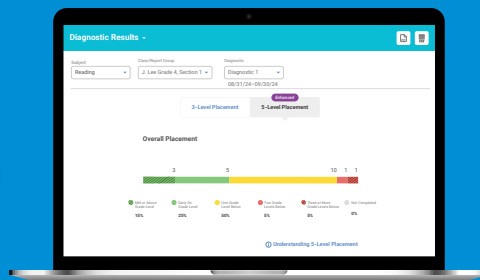 Diagnostic Results
Subject
Class/Report Group
Diagnostic
Reading
J. Lee Grade 4, Section 1
Diagnostic 1
08/31/24–09/30/24
Enhanced
3-Level Placement
5-Level Placement
Overall Placement
3 5 10 1 1
Mid or Above
Grade Level
15%
Early On
Grade Level
25%
One Grade
Level Below
50%
Two Grade
Levels Below
5%
Three or More
Grade Levels Below
5%
Not Completed
0%
Understanding 5-Level Placement